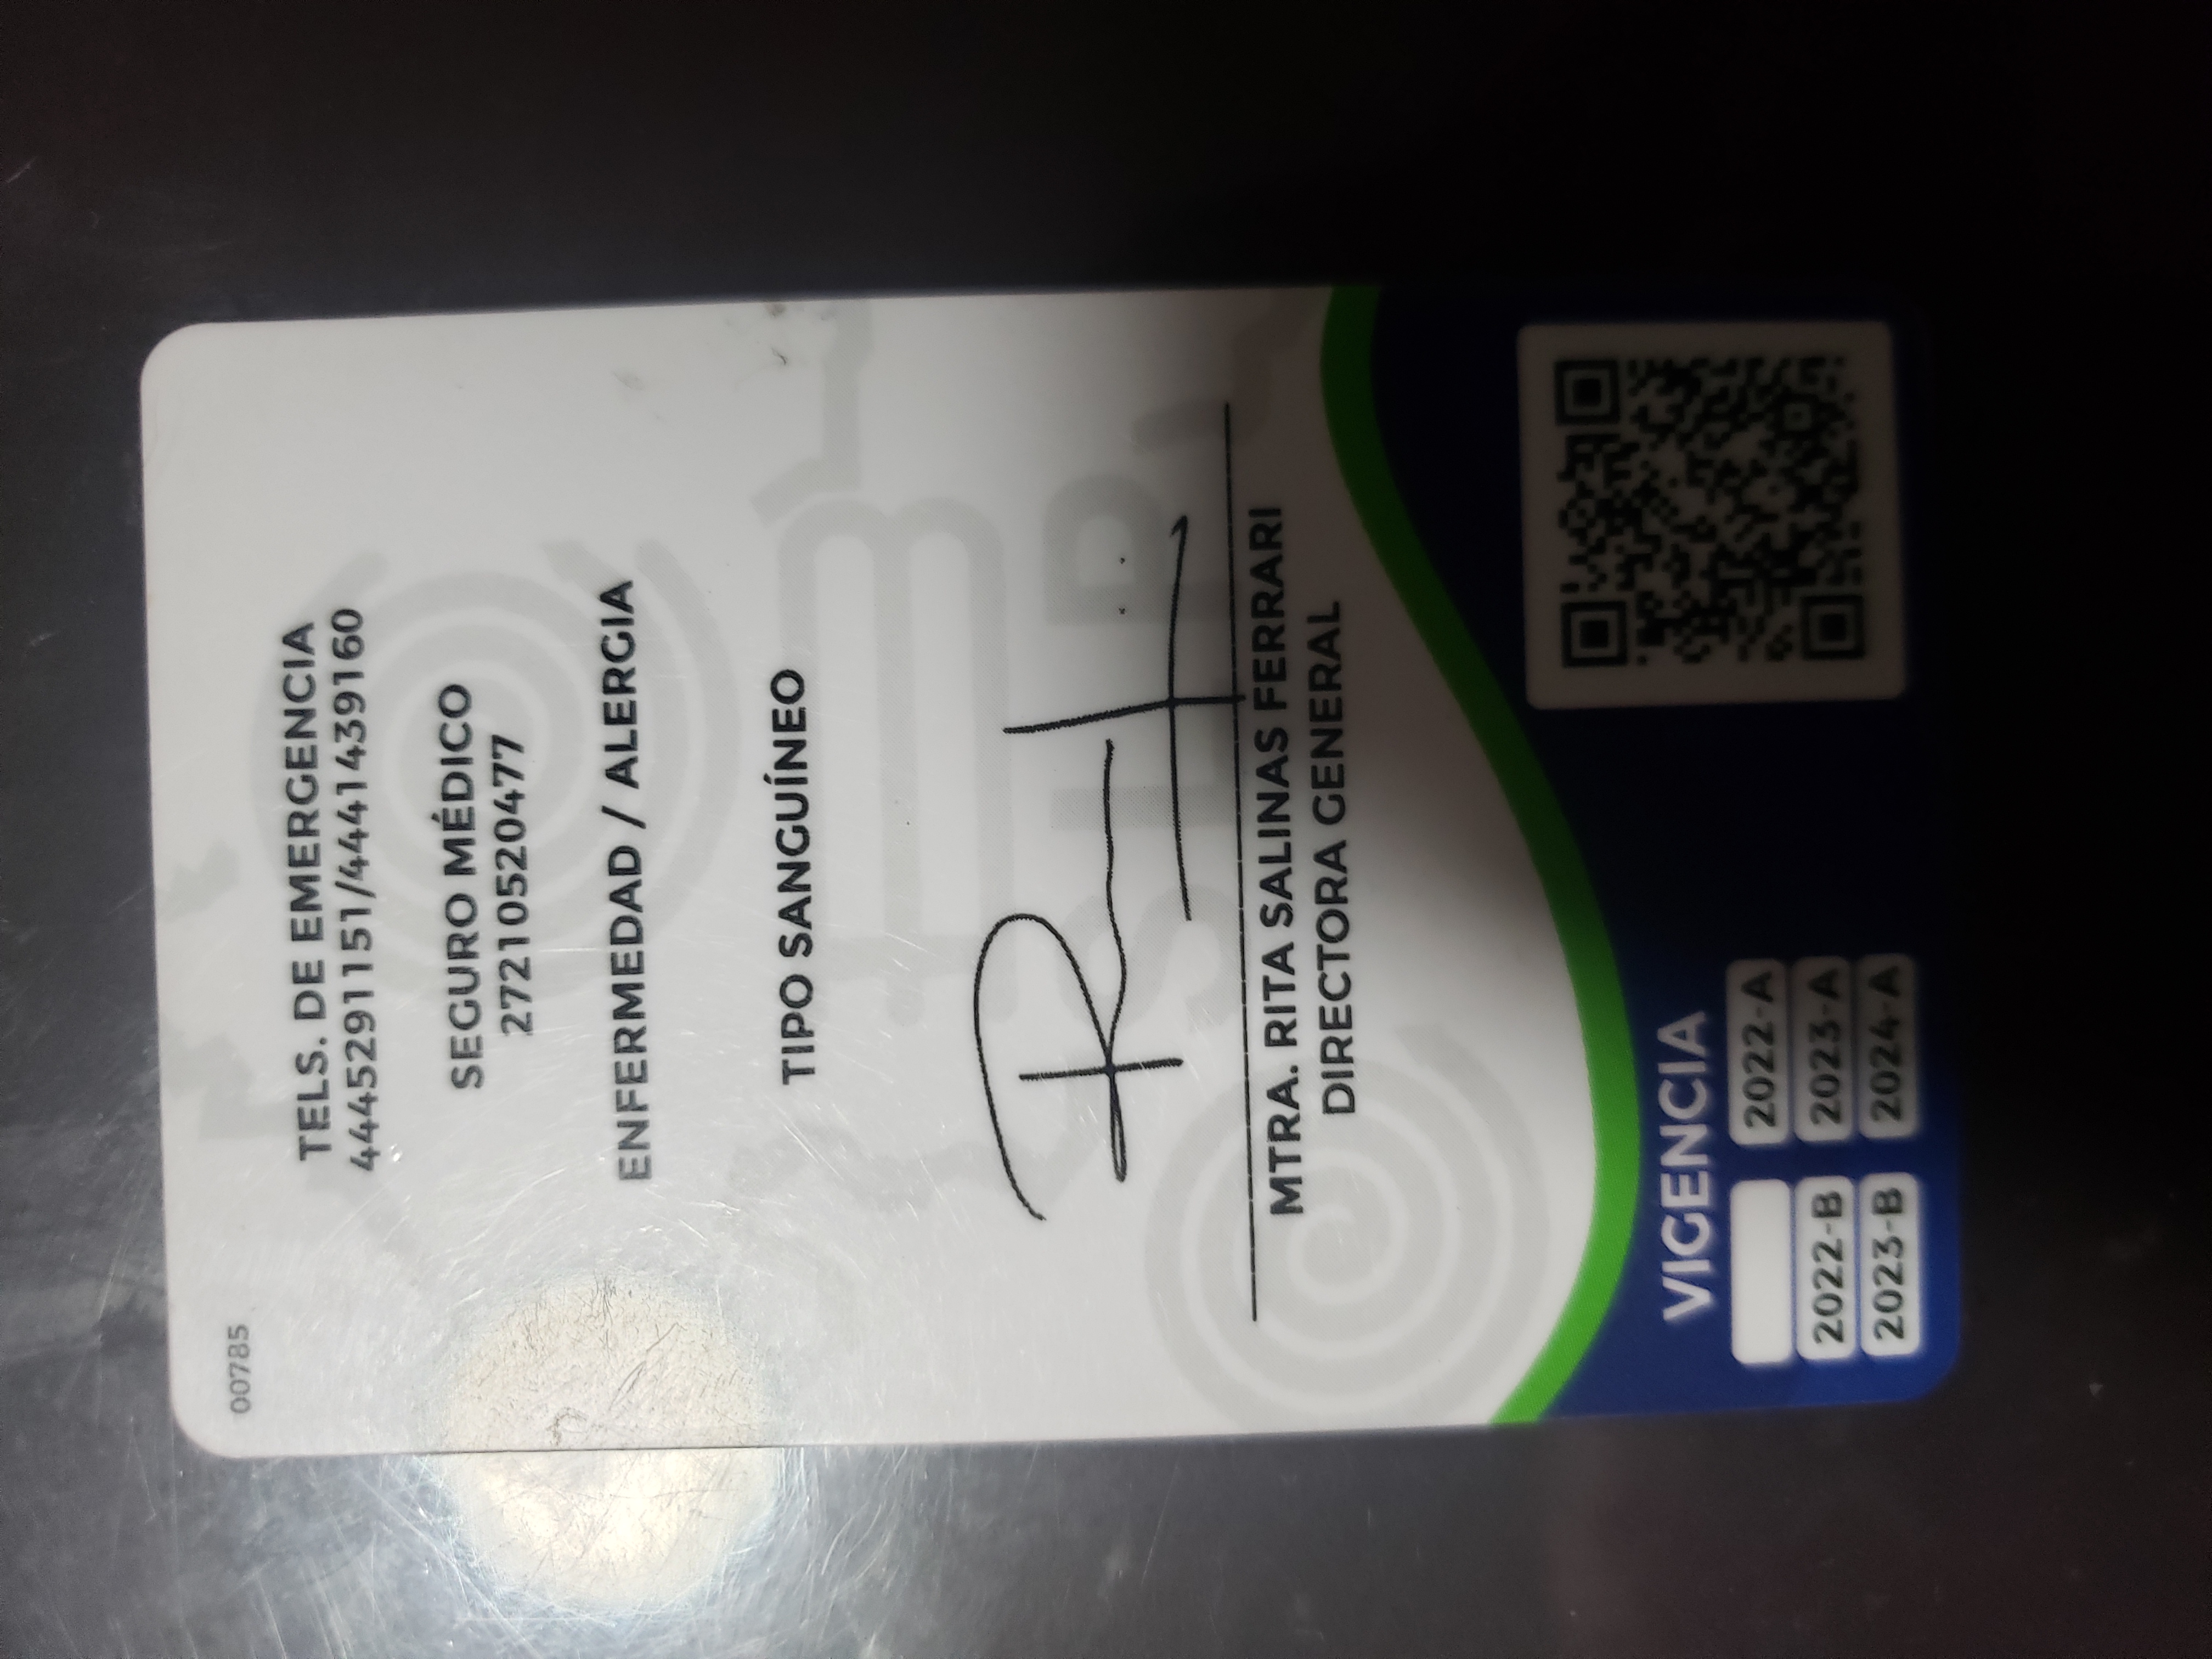 00785
TELS. DE EMERGENCIA
4445291151/4441439160
SEGURO MÉDICO
27210520477
ENFERMEDAD / ALERGIA
TIPO SANGUÍNEO
MTRA. RITA SALINAS FERRARI
DIRECTORA GENERAL
VIGENCIA
2022-A
2022-B 2023-A
2023-B 2024-A